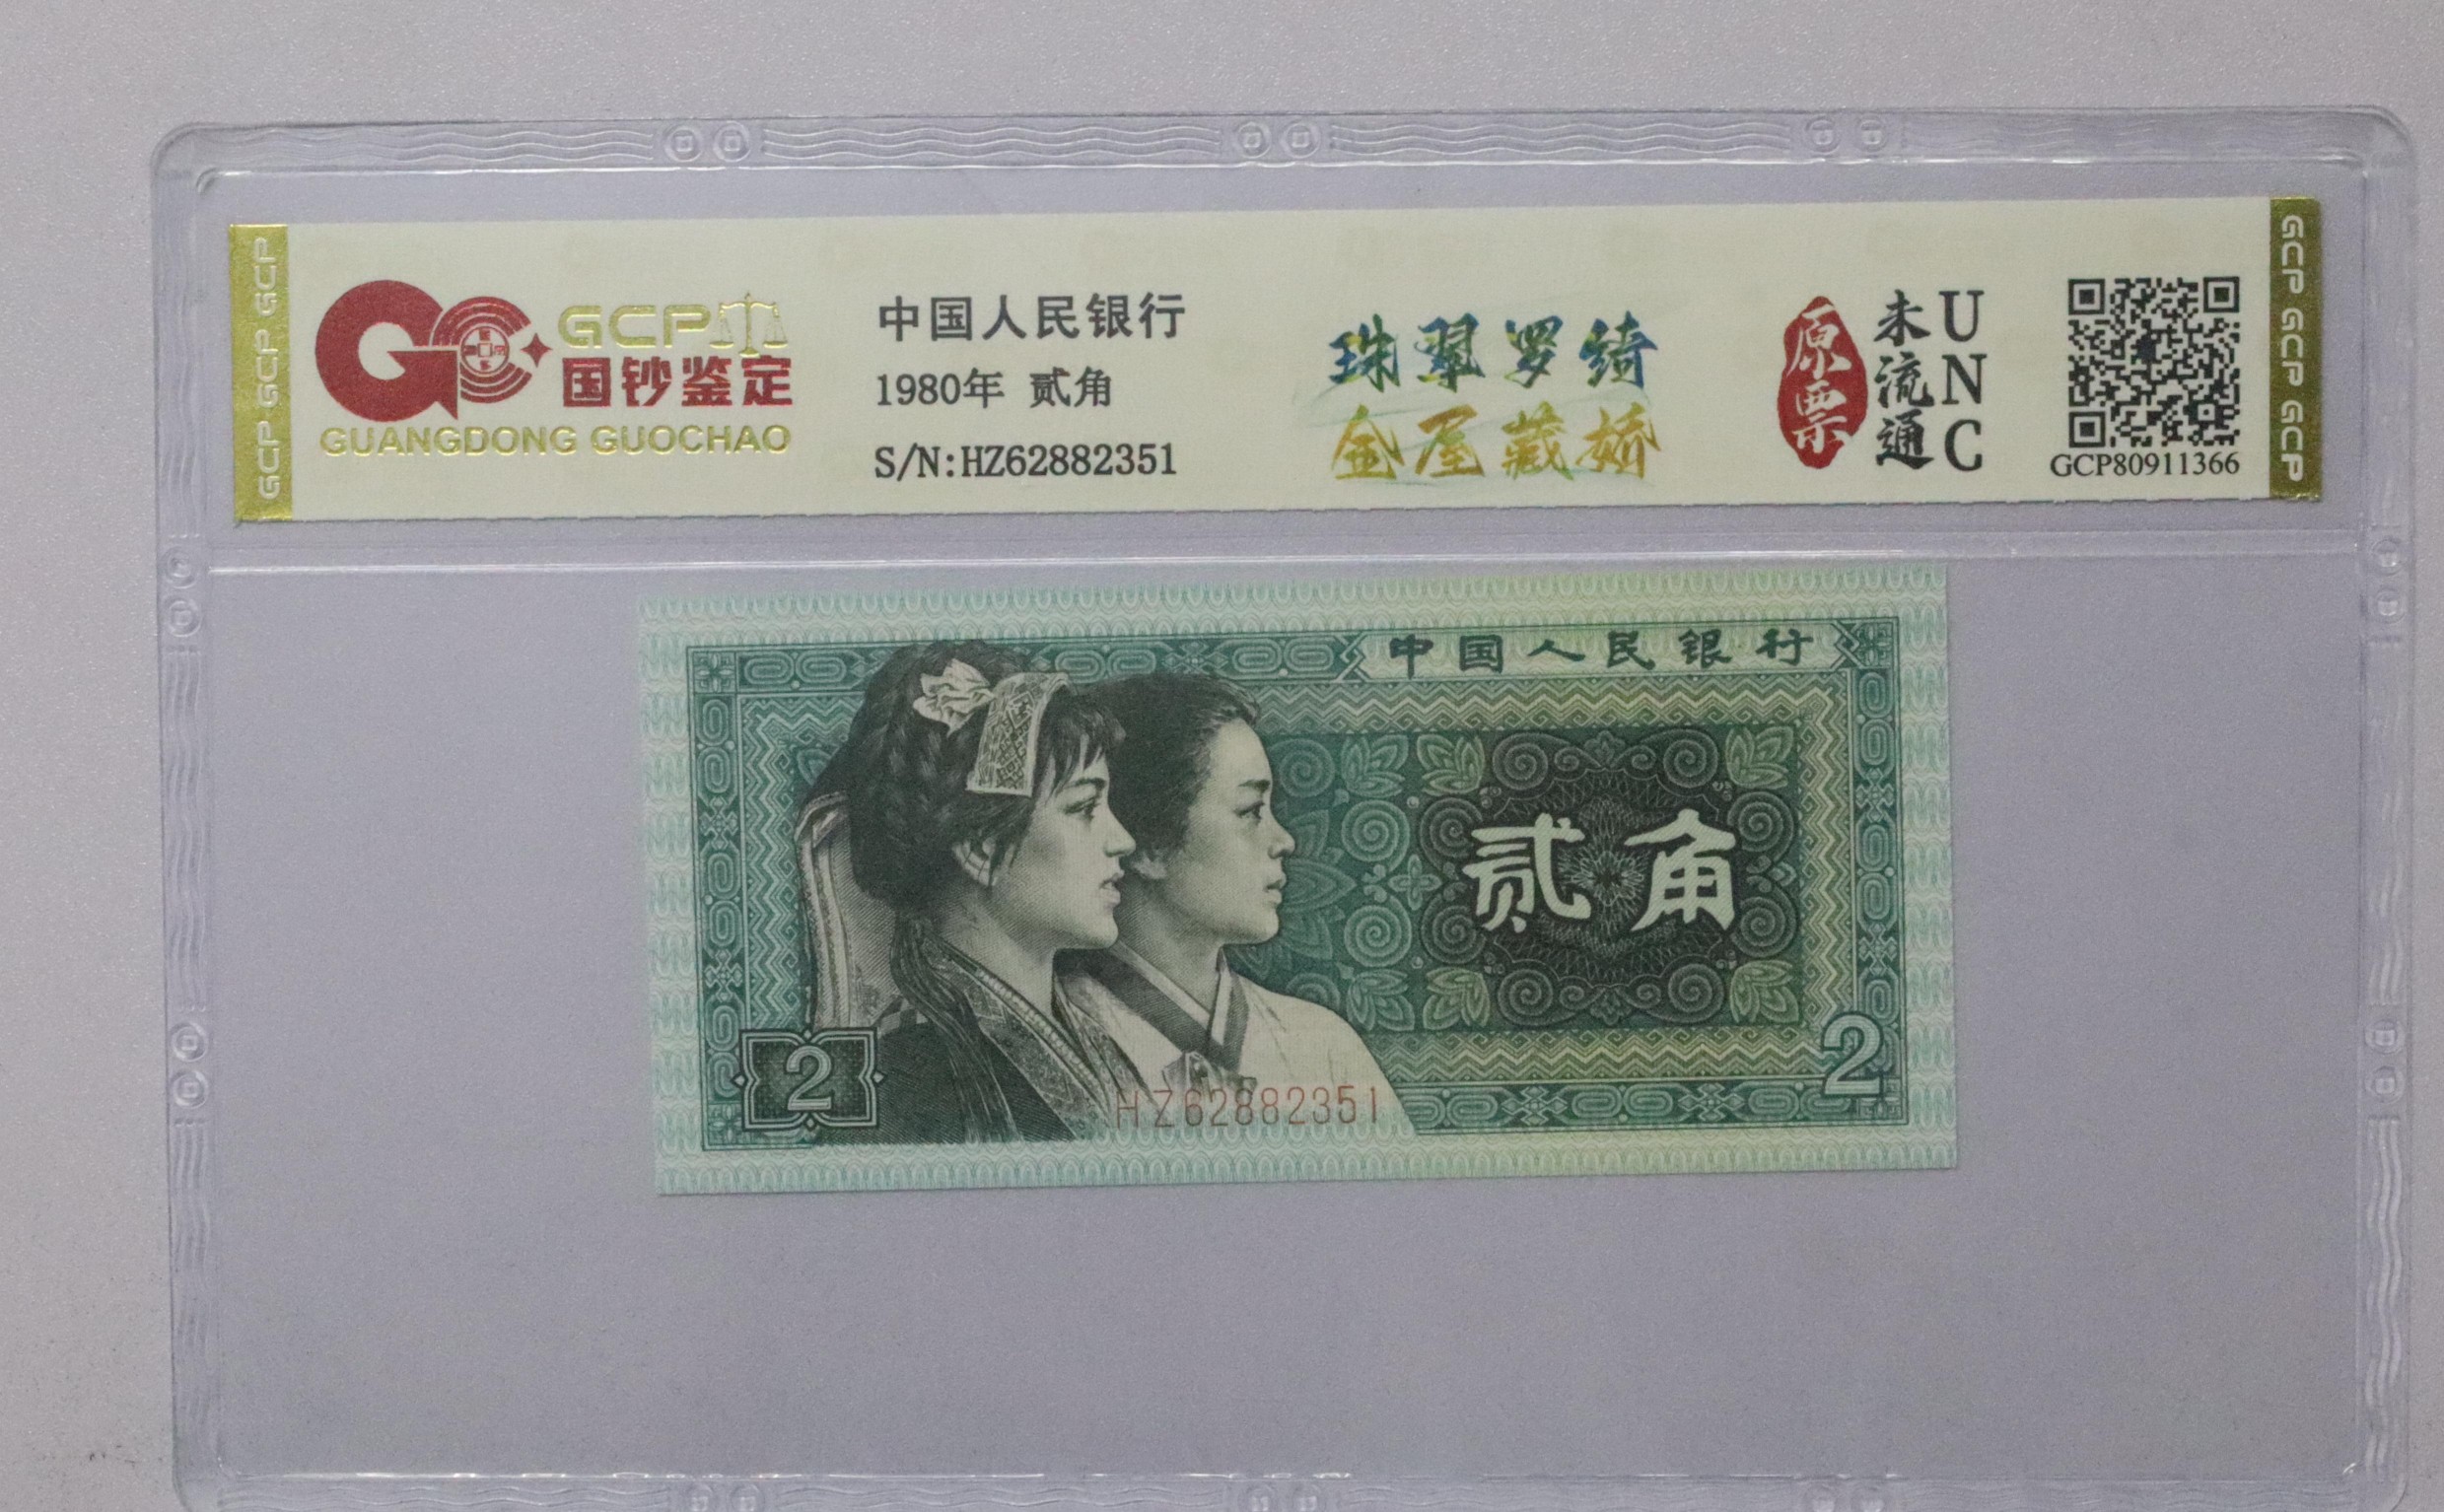 GCP GCP GCP
GCP
国钞鉴定
GUANGDONG GUOCHAO
中国人民银行
1980年 贰角
S/N:HZ62882351
珠翠罗绮
金屋藏娇
原票
未流通
UNC
GCP80911366
GCP GCP GCP
中国人民银行
贰角
2
2
HZ62882351